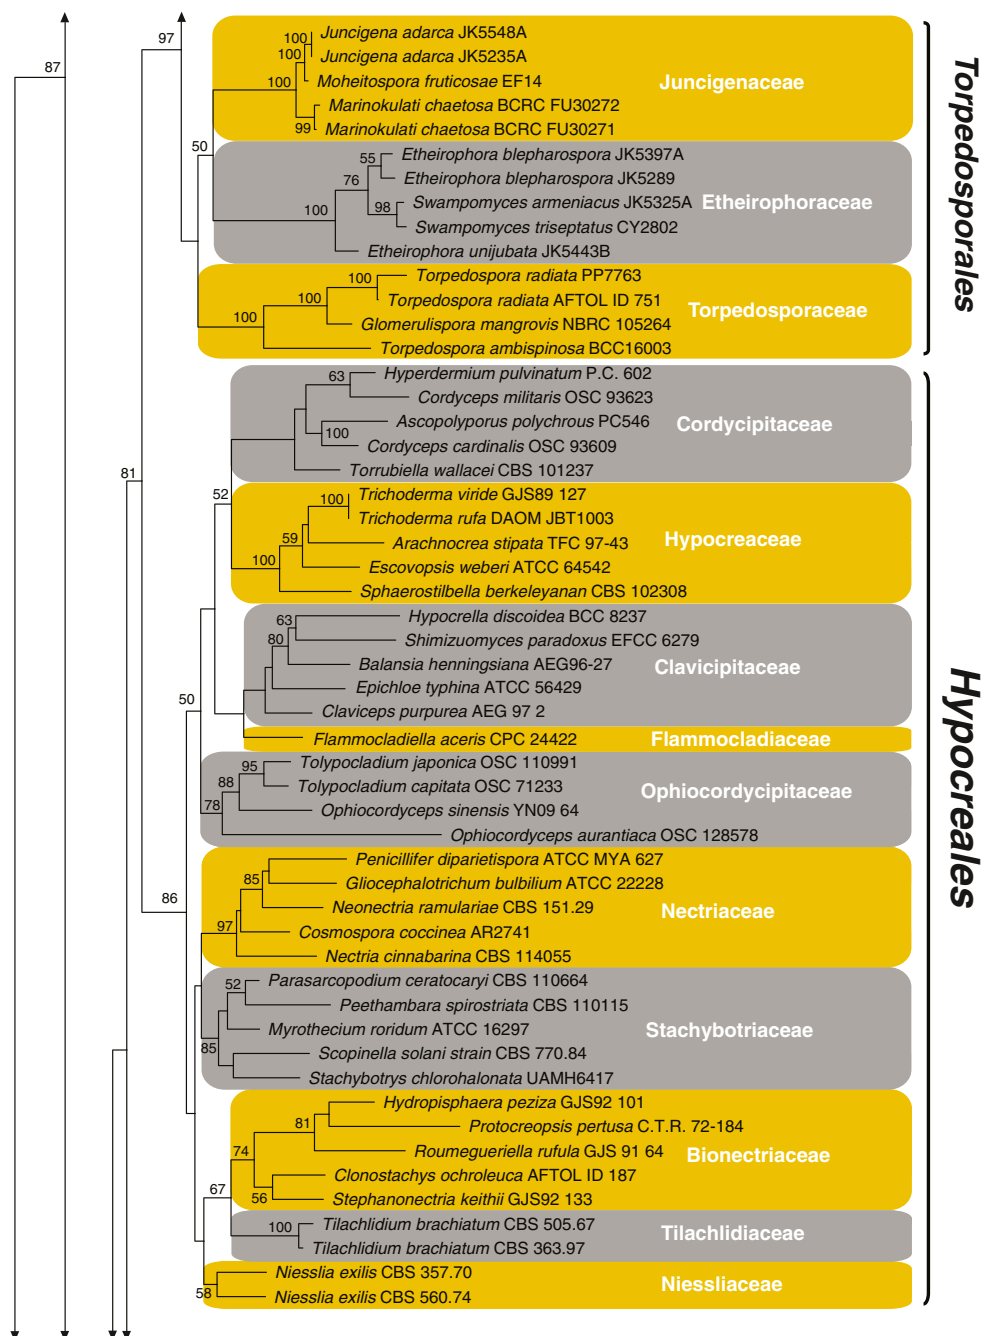 97
87
100
Juncigena adarca JK5548A
100
Juncigena adarca JK5235A
100
Moheitospora fruticosae EF14
Juncigenaceae
Marinokulati chaetosa BCRC FU30272
99
Marinokulati chaetosa BCRC FU30271
50
55
Etheirophora blepharospora JK5397A
76
Etheirophora blepharospora JK5289
98
Swampomyces armeniacus JK5325A
Etheirophoraceae
100
Swampomyces triseptatus CY2802
Etheirophora unijubata JK5443B
100
Torpedospora radiata PP7763
100
Torpedospora radiata AFTOL ID 751
Torpedosporaceae
100
Glomerulispora mangrovis NBRC 105264
Torpedospora ambispinosa BCC16003
Torpedosporales
63
Hyperdermium pulvinatum P.C. 602
Cordyceps militaris OSC 93623
Ascopolyporus polychrous PC546
Cordycipitaceae
100
Cordyceps cardinalis OSC 93609
Torrubiella wallacei CBS 101237
81
52
100
Trichoderma viride GJS89 127
Trichoderma rufa DAOM JBT1003
59
Arachnocrea stipata TFC 97-43
Hypocreaceae
100
Escovopsis weberi ATCC 64542
Sphaerostilbella berkeleyanan CBS 102308
63
Hypocrella discoidea BCC 8237
80
Shimizuomyces paradoxus EFCC 6279
Balansia henningsiana AEG96-27
Clavicipitaceae
Epichloe typhina ATCC 56429
50
Claviceps purpurea AEG 97 2
Flammocladiella aceris CPC 24422
Flammocladiaceae
95
Tolypocladium japonica OSC 110991
88
Tolypocladium capitata OSC 71233
Ophiocordycipitaceae
78
Ophiocordyceps sinensis YN09 64
Ophiocordyceps aurantiaca OSC 128578
Hypocreales
Penicillifer diparietispora ATCC MYA 627
85
Gliocephalotrichum bulbilium ATCC 22228
86
Neonectria ramulariae CBS 151.29
Nectriaceae
97
Cosmospora coccinea AR2741
Nectria cinnabarina CBS 114055
52
Parasarcopodium ceratocaryi CBS 110664
Peethambara spirostriata CBS 110115
Myrothecium roridum ATCC 16297
Stachybotriaceae
85
Scopinella solani strain CBS 770.84
Stachybotrys chlorohalonata UAMH6417
Hydropisphaera peziza GJS92 101
81
Protocreopsis pertusa C.T.R. 72-184
74
Roumegueriella rufula GJS 91 64
Bionectriaceae
Clonostachys ochroleuca AFTOL ID 187
67
56
Stephanonectria keithii GJS92 133
100
Tilachlidium brachiatum CBS 505.67
Tilachlidiaceae
Tilachlidium brachiatum CBS 363.97
Niesslia exilis CBS 357.70
Niessliaceae
58
Niesslia exilis CBS 560.74